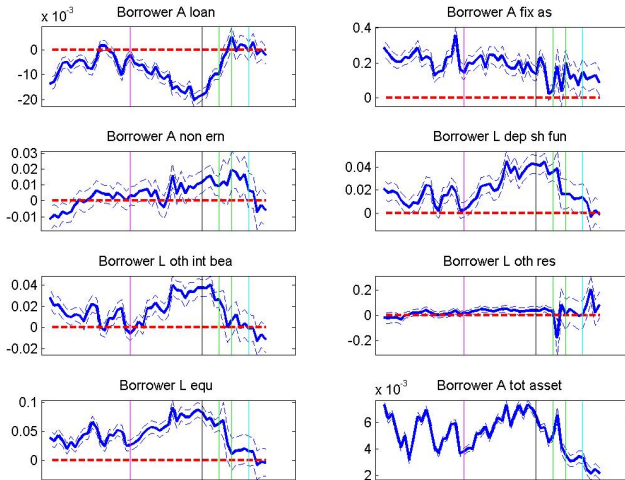 Borrower A loan
x 10⁻³
0
-10
-20
Borrower A fix as
0.4
0.2
0
Borrower A non ern
0.03
0.02
0.01
0
-0.01
Borrower L dep sh fun
0.04
0.02
0
Borrower L oth int bea
0.04
0.02
0
-0.02
Borrower L oth res
0.2
0
-0.2
Borrower L equ
0.1
0.05
0
Borrower A tot asset
x 10⁻³
6
4
2